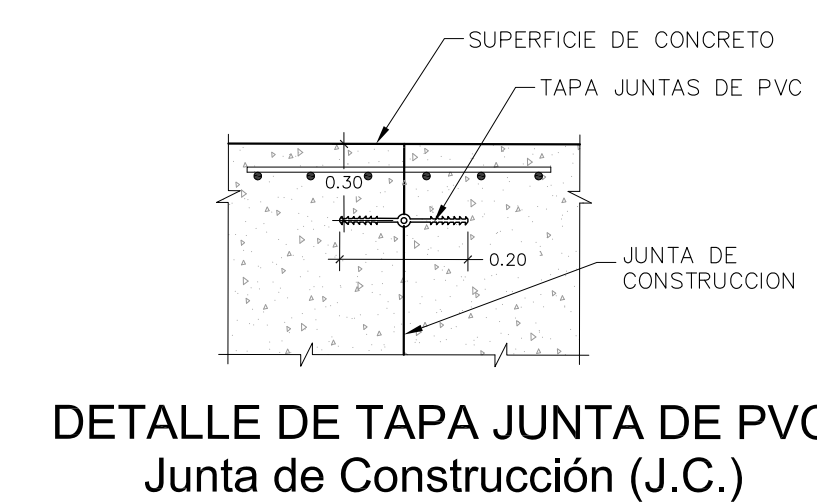 SUPERFICIE DE CONCRETO
TAPA JUNTAS DE PVC
0.30
0.20
JUNTA DE
CONSTRUCCION
DETALLE DE TAPA JUNTA DE PVC
Junta de Construcción (J.C.)